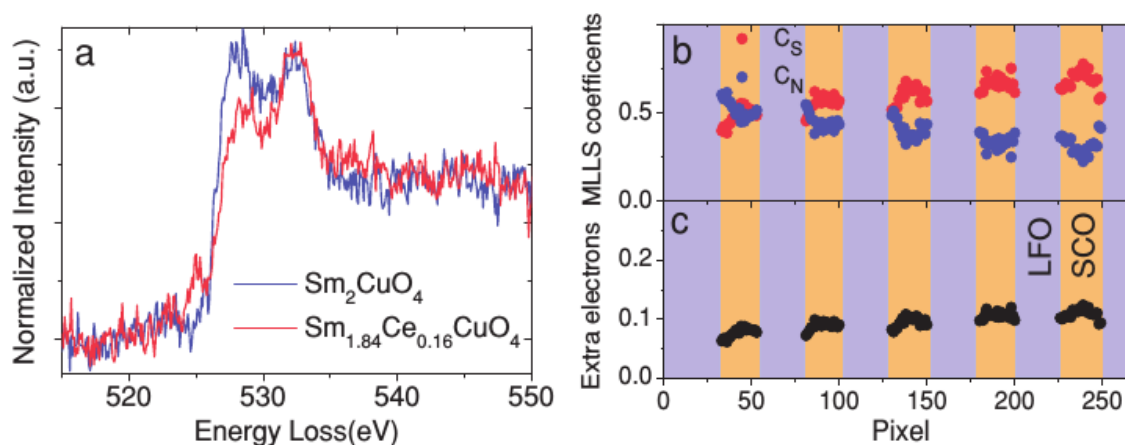 a
Normalized Intensity (a.u.)
Sm2CuO4
Sm1.84Ce0.16CuO4
520 530 540 550
Energy Loss(eV)
b
CS
CN
MLLS coefficents
0.5
0.0
c
LFO
SCO
Extra electrons
0.2
0.1
0.0
0 50 100 150 200 250
Pixel